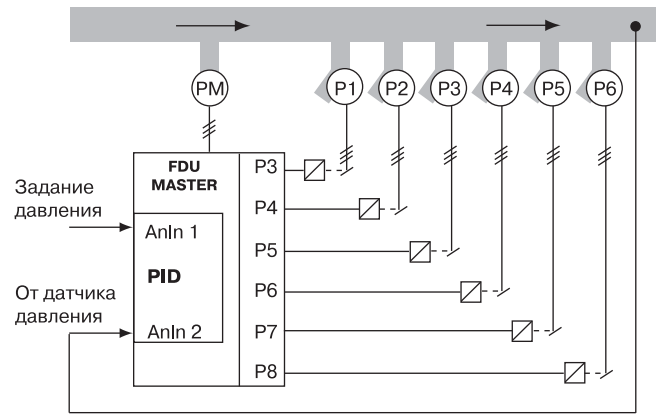 PM
P1
P2
P3
P4
P5
P6
FDU
MASTER
P3
P4
P5
P6
P7
P8
Задание
давления
AnIn 1
PID
От датчика
давления
AnIn 2